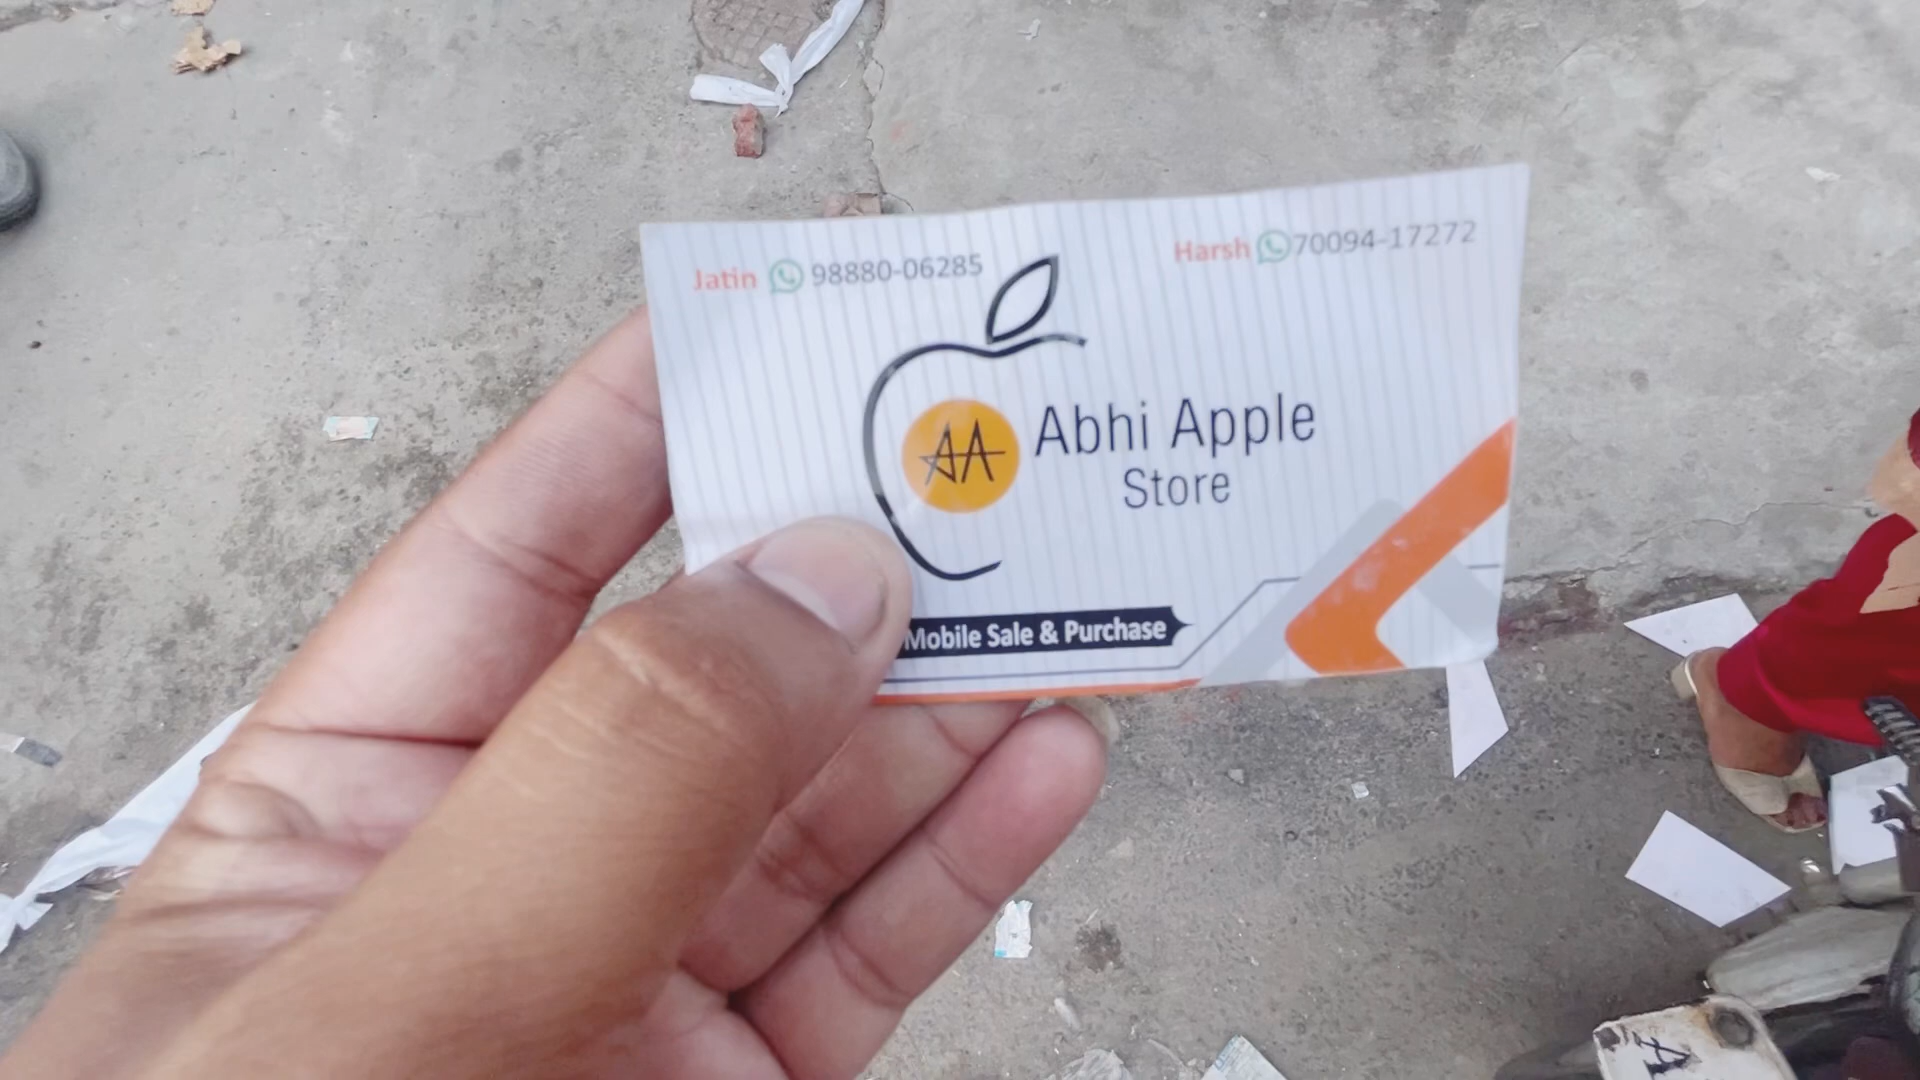 Jatin 98880-06285
Harsh 70094-17272
AA
Abhi Apple
Store
Mobile Sale & Purchase
A